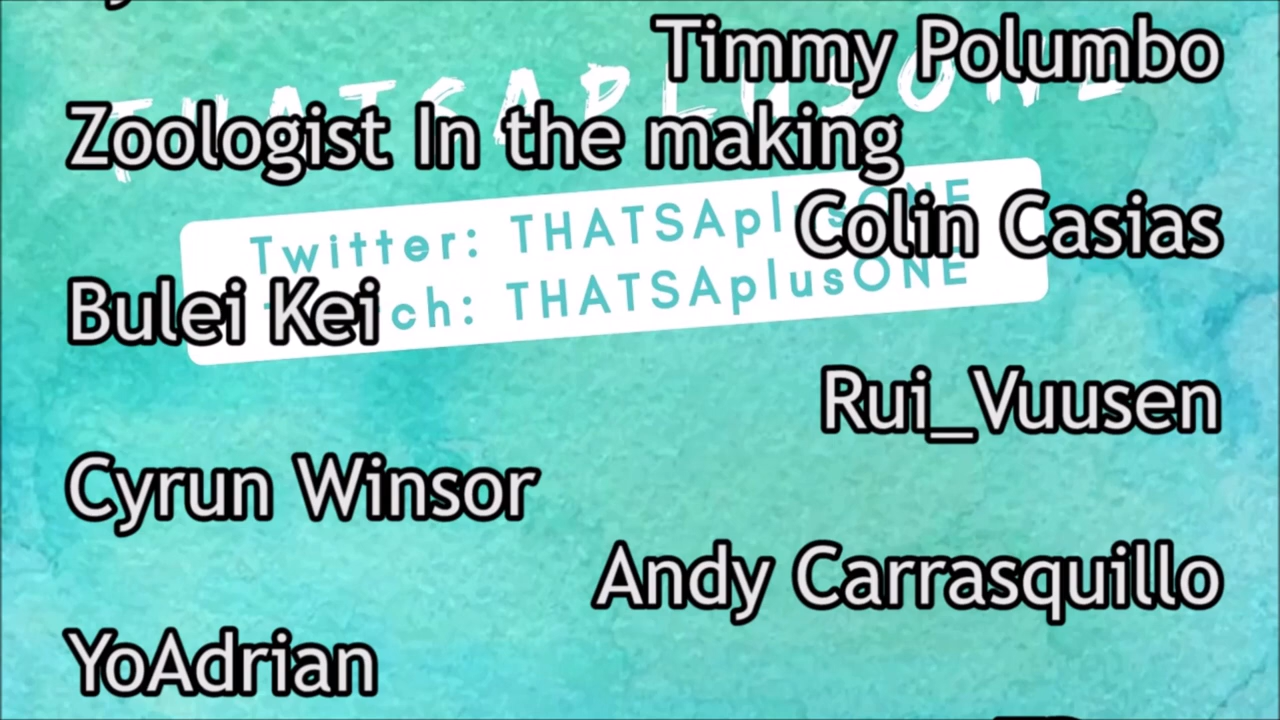 Timmy Polumbo
THATSAPLUSONE
Zoologist In the making
Twitter: THATSAplusONE
Colin Casias
Bulei Kei
THATSAplusONE
Rui_Vuusen
Cyrun Winsor
Andy Carrasquillo
YoAdrian